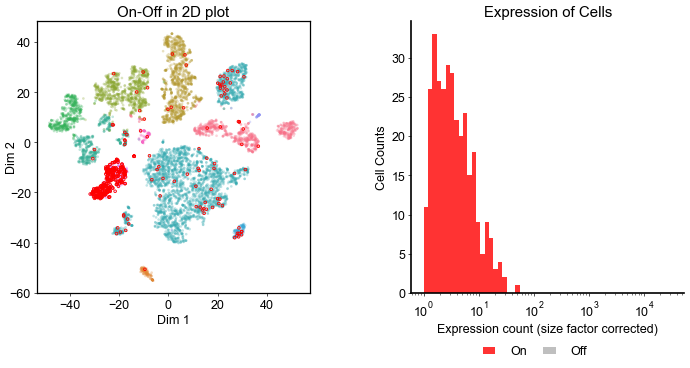 On-Off in 2D plot
40
20
0
−20
−40
−60
Dim 2
−40 −20 0 20 40
Dim 1
Expression of Cells
30
25
20
15
10
5
0
Cell Counts
10^0 10^1 10^2 10^3 10^4
Expression count (size factor corrected)
On Off